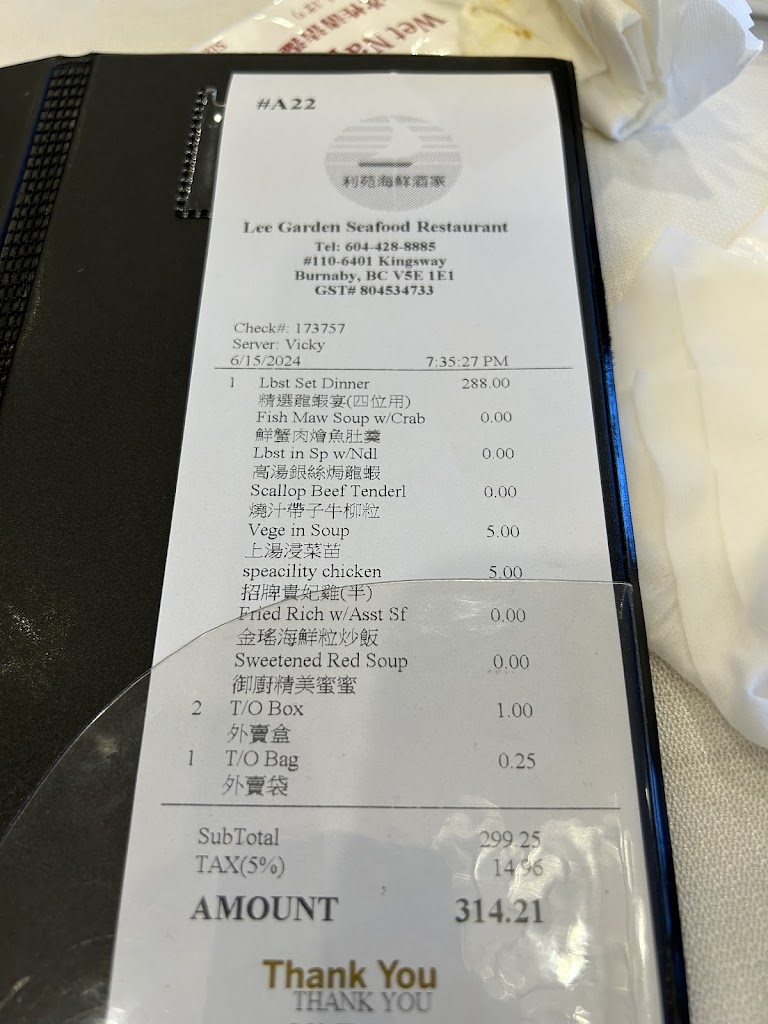 Wet Na
#A22
利苑海鮮酒家
Lee Garden Seafood Restaurant
Tel: 604-428-8885
#110-6401 Kingsway
Burnaby, BC V5E 1E1
GST# 804534733
Check#: 173757
Server: Vicky
6/15/2024 7:35:27 PM
1 Lbst Set Dinner 288.00
精選龍蝦宴(四位用)
Fish Maw Soup w/Crab 0.00
鮮蟹肉燴魚肚羹
Lbst in Sp w/Ndl 0.00
高湯銀絲焗龍蝦
Scallop Beef Tenderl 0.00
燒汁帶子牛柳粒
Vege in Soup 5.00
上湯浸菜苗
speacility chicken 5.00
招牌貴妃雞(半)
Fried Rich w/Asst Sf 0.00
金瑤海鮮粒炒飯
Sweetened Red Soup 0.00
御廚精美蜜蜜
2 T/O Box 1.00
外賣盒
1 T/O Bag 0.25
外賣袋
SubTotal 299.25
TAX(5%) 14.96
AMOUNT 314.21
Thank You
THANK YOU